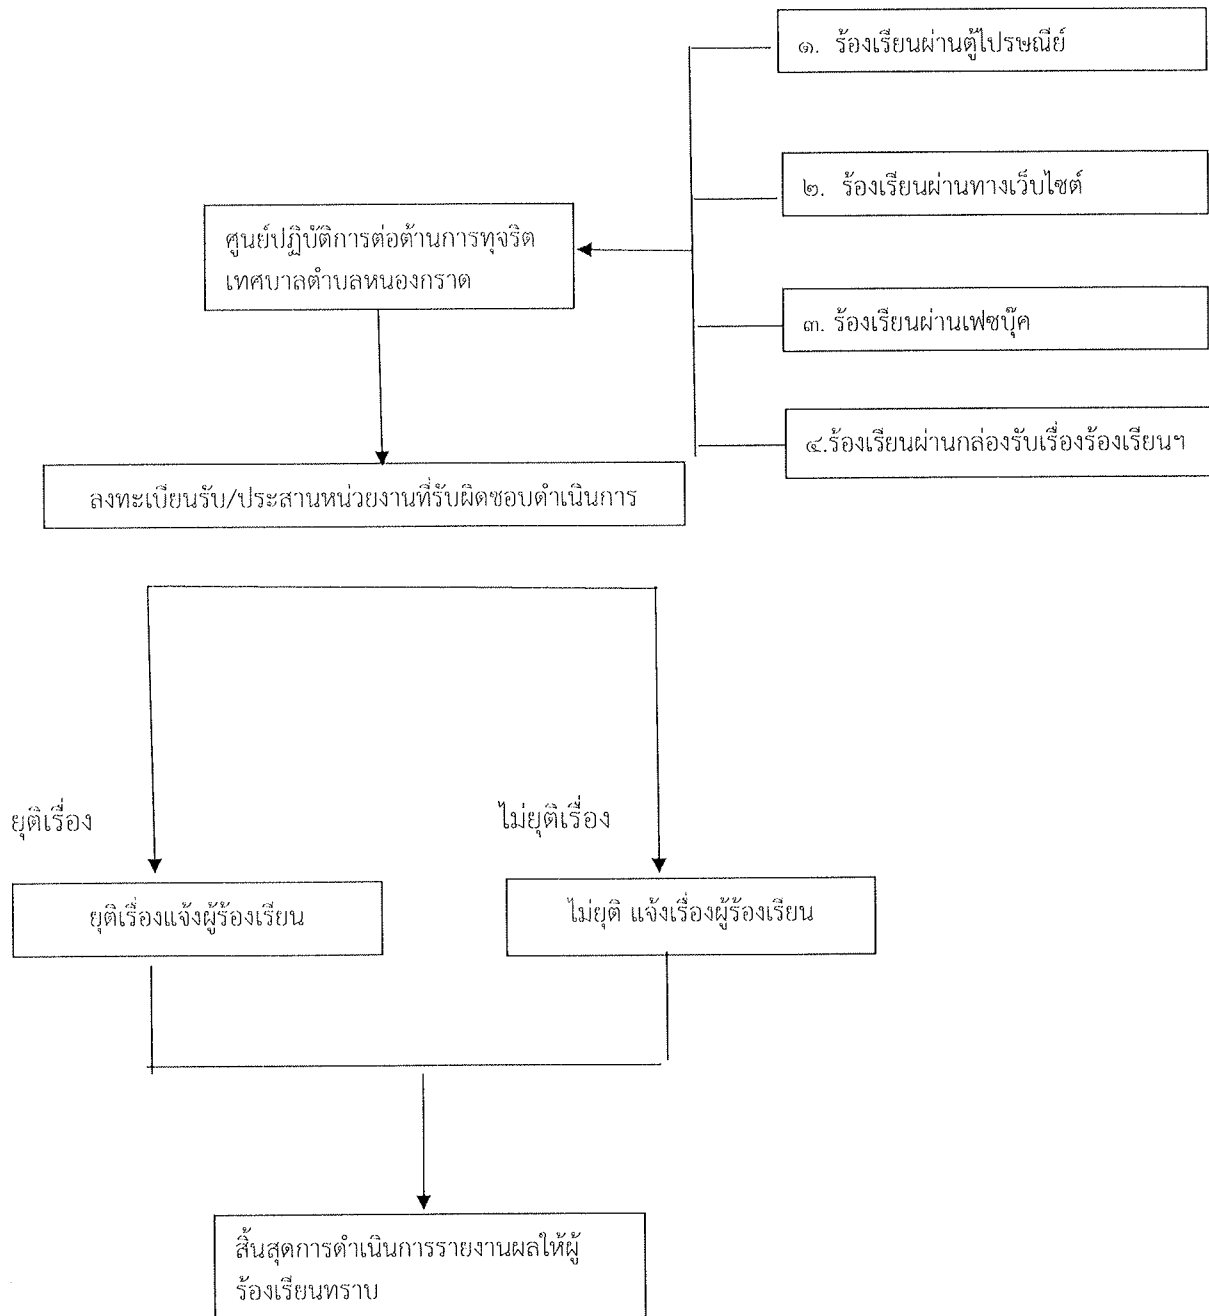 ๑. ร้องเรียนผ่านตู้ไปรษณีย์
๒. ร้องเรียนผ่านทางเว็บไซต์
ศูนย์ปฏิบัติการต่อต้านการทุจริต
เทศบาลตำบลหนองกราด
๓. ร้องเรียนผ่านเฟซบุ๊ค
๔.ร้องเรียนผ่านกล่องรับเรื่องร้องเรียนฯ
ลงทะเบียนรับ/ประสานหน่วยงานที่รับผิดชอบดำเนินการ
ยุติเรื่อง
ไม่ยุติเรื่อง
ยุติเรื่องแจ้งผู้ร้องเรียน
ไม่ยุติ แจ้งเรื่องผู้ร้องเรียน
สิ้นสุดการดำเนินการรายงานผลให้ผู้
ร้องเรียนทราบ